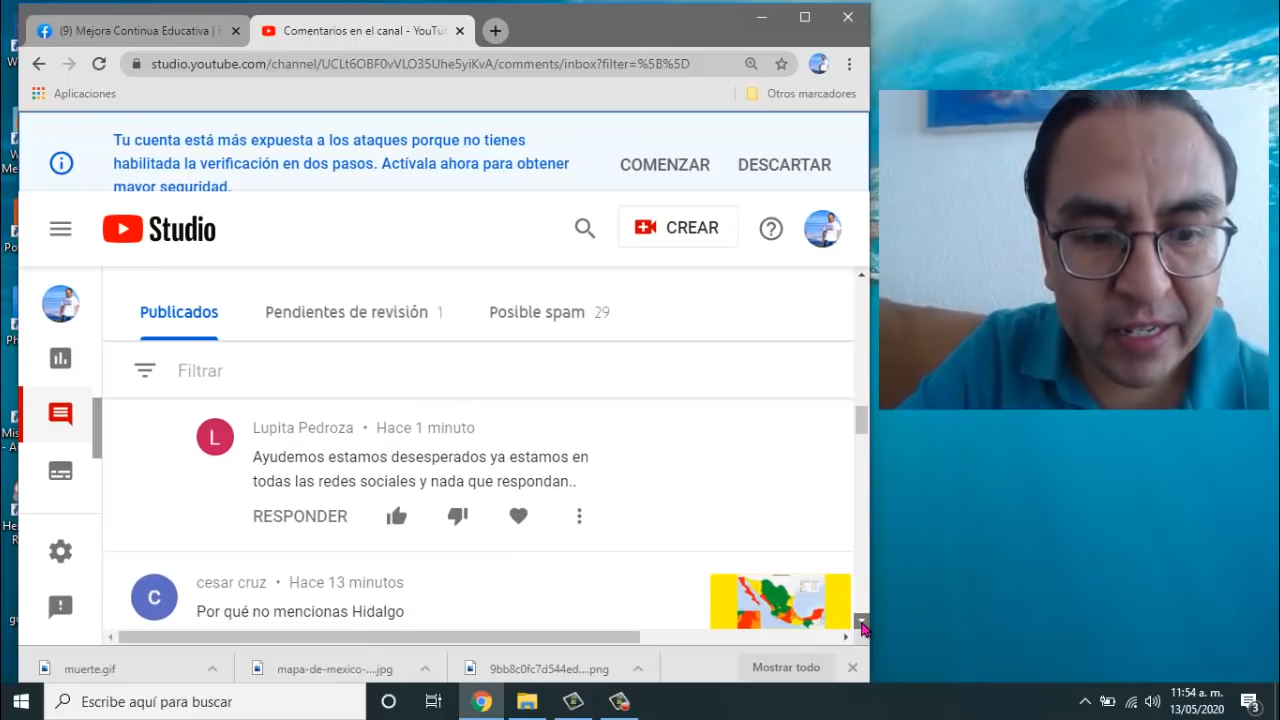 (9) Mejora Continua Educativa |
Comentarios en el canal - YouTu
studio.youtube.com/channel/UCLt6OBF0vVLO35Uhe5yiKvA/comments/inbox?filter=%5B%5D
Aplicaciones
Otros marcadores
Tu cuenta está más expuesta a los ataques porque no tienes
habilitada la verificación en dos pasos. Actívala ahora para obtener
mayor seguridad.
COMENZAR
DESCARTAR
Studio
CREAR
Publicados
Pendientes de revisión 1
Posible spam 29
Filtrar
L
Lupita Pedroza • Hace 1 minuto
Ayudemos estamos desesperados ya estamos en
todas las redes sociales y nada que respondan..
RESPONDER
C
cesar cruz • Hace 13 minutos
Por qué no mencionas Hidalgo
muerte.gif
mapa-de-mexico-....jpg
9bb8c0fc7d544ed....png
Mostrar todo
Escribe aquí para buscar
11:54 a. m.
13/05/2020
3